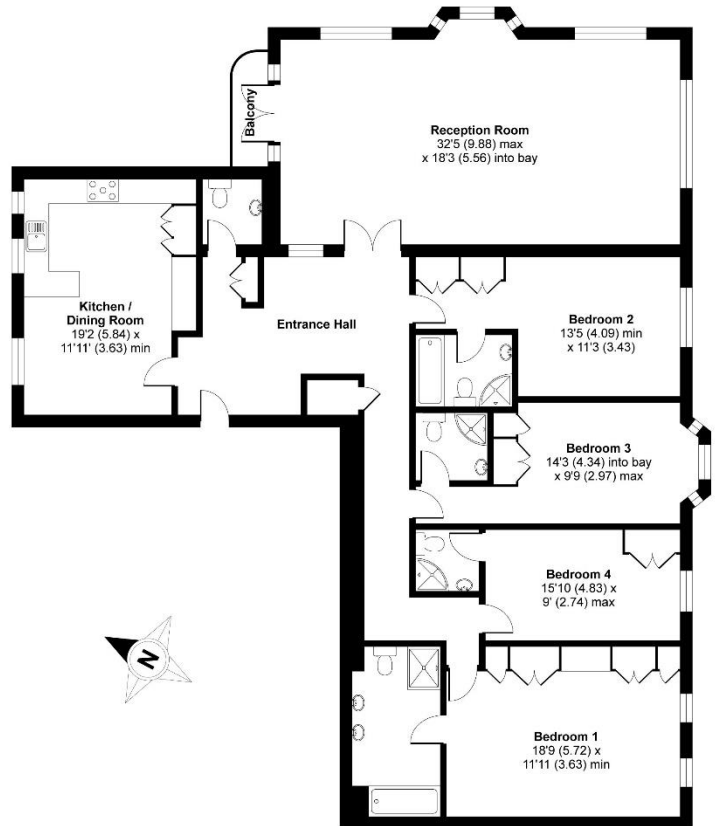 Balcony
Reception Room
32'5 (9.88) max
x 18'3 (5.56) into bay
Kitchen /
Dining Room
19'2 (5.84) x
11'11' (3.63) min
Entrance Hall
Bedroom 2
13'5 (4.09) min
x 11'3 (3.43)
Bedroom 3
14'3 (4.34) into bay
x 9'9 (2.97) max
Bedroom 4
15'10 (4.83) x
9' (2.74) max
N
Bedroom 1
18'9 (5.72) x
11'11 (3.63) min